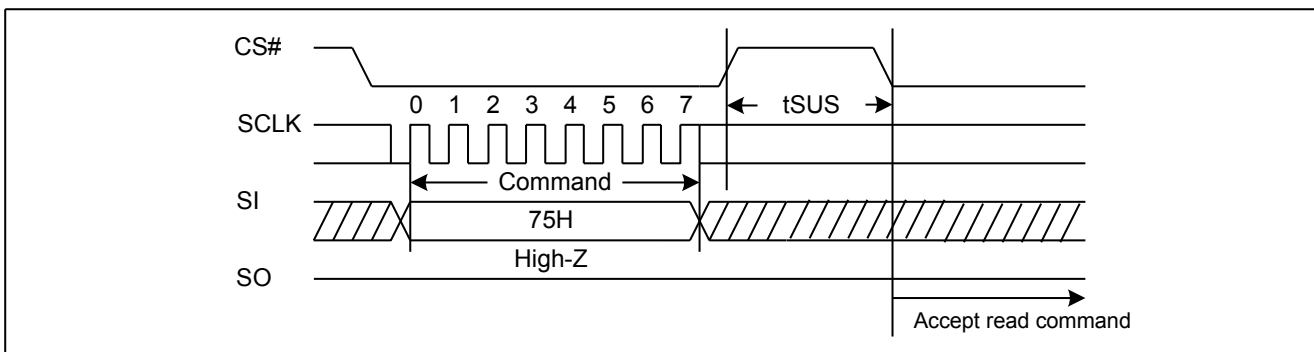 CS#
0 1 2 3 4 5 6 7
tSUS
SCLK
Command
SI
75H
High-Z
SO
Accept read command